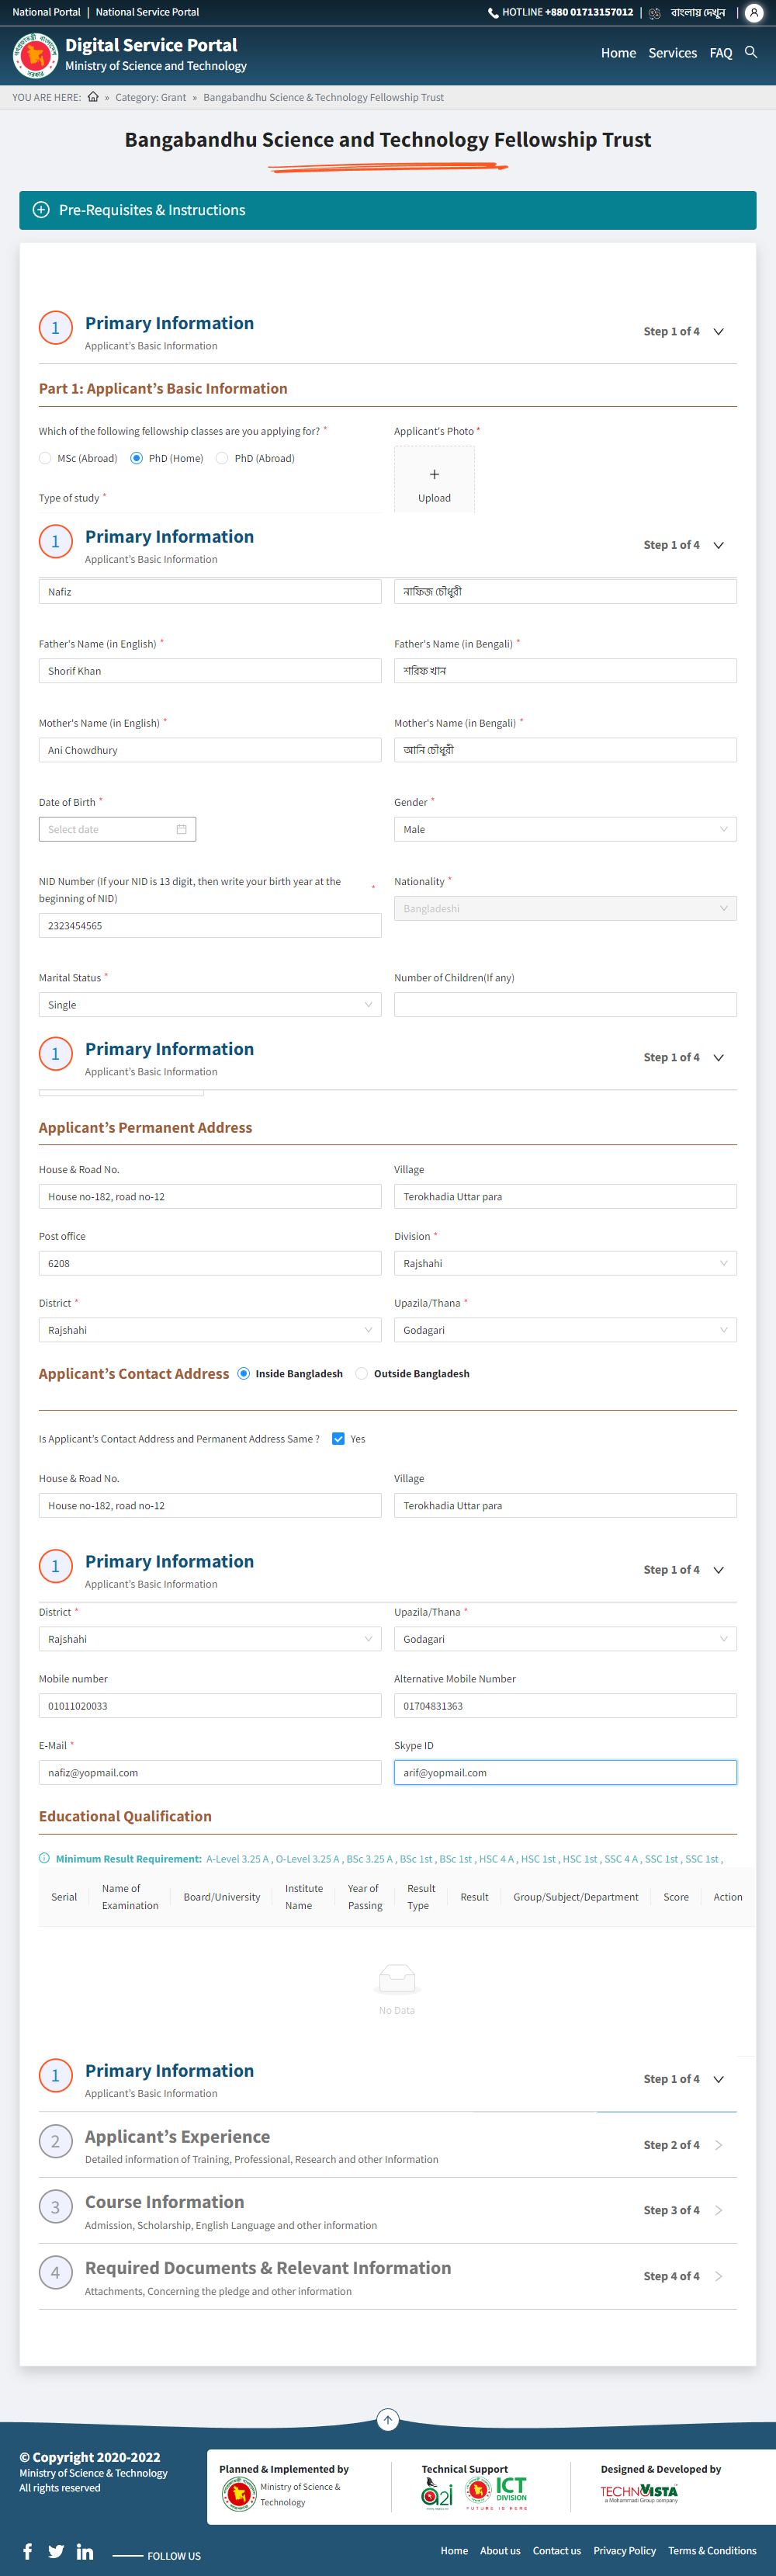 National Portal | National Service Portal
HOTLINE +880 01713157012 | বাংলায় দেখুন |
Digital Service Portal
Ministry of Science and Technology
Home Services FAQ
YOU ARE HERE: » Category: Grant » Bangabandhu Science & Technology Fellowship Trust
Bangabandhu Science and Technology Fellowship Trust
Pre-Requisites & Instructions
1 Primary Information
Step 1 of 4
Applicant's Basic Information
Part 1: Applicant's Basic Information
Which of the following fellowship classes are you applying for? *
Applicant's Photo *
MSc (Abroad) PhD (Home) PhD (Abroad)
+
Upload
Type of study *
1 Primary Information
Step 1 of 4
Applicant's Basic Information
Nafiz
নাফিজ চৌধুরী
Father's Name (in English) *
Father's Name (in Bengali) *
Shorif Khan
শরিফ খান
Mother's Name (in English) *
Mother's Name (in Bengali) *
Ani Chowdhury
আনি চৌধুরী
Date of Birth *
Gender *
Select date
Male
NID Number (If your NID is 13 digit, then write your birth year at the beginning of NID) *
Nationality *
2323454565
Bangladeshi
Marital Status *
Number of Children(If any)
Single
1 Primary Information
Step 1 of 4
Applicant's Basic Information
Applicant's Permanent Address
House & Road No.
Village
House no-182, road no-12
Terokhadia Uttar para
Post office
Division *
6208
Rajshahi
District *
Upazila/Thana *
Rajshahi
Godagari
Applicant's Contact Address Inside Bangladesh Outside Bangladesh
Is Applicant's Contact Address and Permanent Address Same ? Yes
House & Road No.
Village
House no-182, road no-12
Terokhadia Uttar para
1 Primary Information
Step 1 of 4
Applicant's Basic Information
District *
Upazila/Thana *
Rajshahi
Godagari
Mobile number
Alternative Mobile Number
01011020033
01704831363
E-Mail *
Skype ID
nafiz@yopmail.com
arif@yopmail.com
Educational Qualification
Minimum Result Requirement: A-Level 3.25 A , O-Level 3.25 A , BSc 3.25 A , BSc 1st , BSc 1st , HSC 4 A , HSC 1st , HSC 1st , SSC 4 A , SSC 1st , SSC 1st ,
Serial
Name of Examination
Board/University
Institute Name
Year of Passing
Result Type
Result
Group/Subject/Department
Score
Action
No Data
1 Primary Information
Step 1 of 4
Applicant's Basic Information
2 Applicant's Experience
Step 2 of 4
Detailed information of Training, Professional, Research and other Information
3 Course Information
Step 3 of 4
Admission, Scholarship, English Language and other information
4 Required Documents & Relevant Information
Step 4 of 4
Attachments, Concerning the pledge and other information
© Copyright 2020-2022
Ministry of Science & Technology
All rights reserved
Planned & Implemented by
Ministry of Science &
Technology
Technical Support
a2i
ICT
DIVISION
FUTURE IS HERE
Designed & Developed by
TECHNOVISTA
a Mohammadi Group company
FOLLOW US
Home About us Contact us Privacy Policy Terms & Conditions